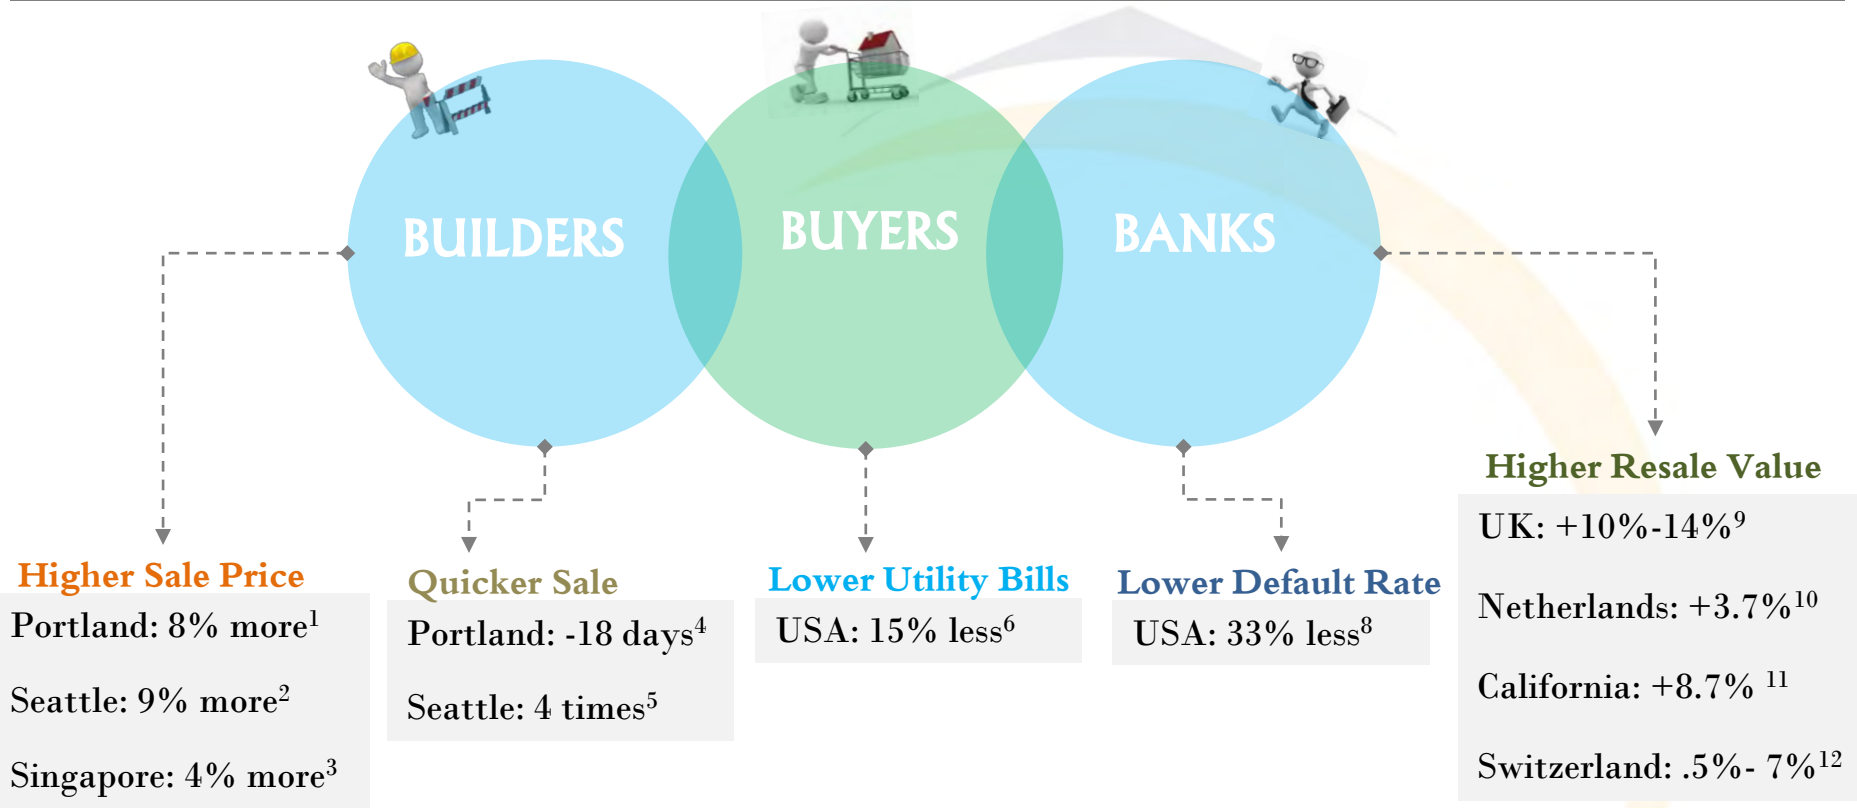 BUILDERS
BUYERS
BANKS
Higher Sale Price
Portland: 8% more¹
Seattle: 9% more²
Singapore: 4% more³
Quicker Sale
Portland: -18 days⁴
Seattle: 4 times⁵
Lower Utility Bills
USA: 15% less⁶
Lower Default Rate
USA: 33% less⁸
Higher Resale Value
UK: +10%-14%⁹
Netherlands: +3.7%¹⁰
California: +8.7% ¹¹
Switzerland: .5%- 7%¹²